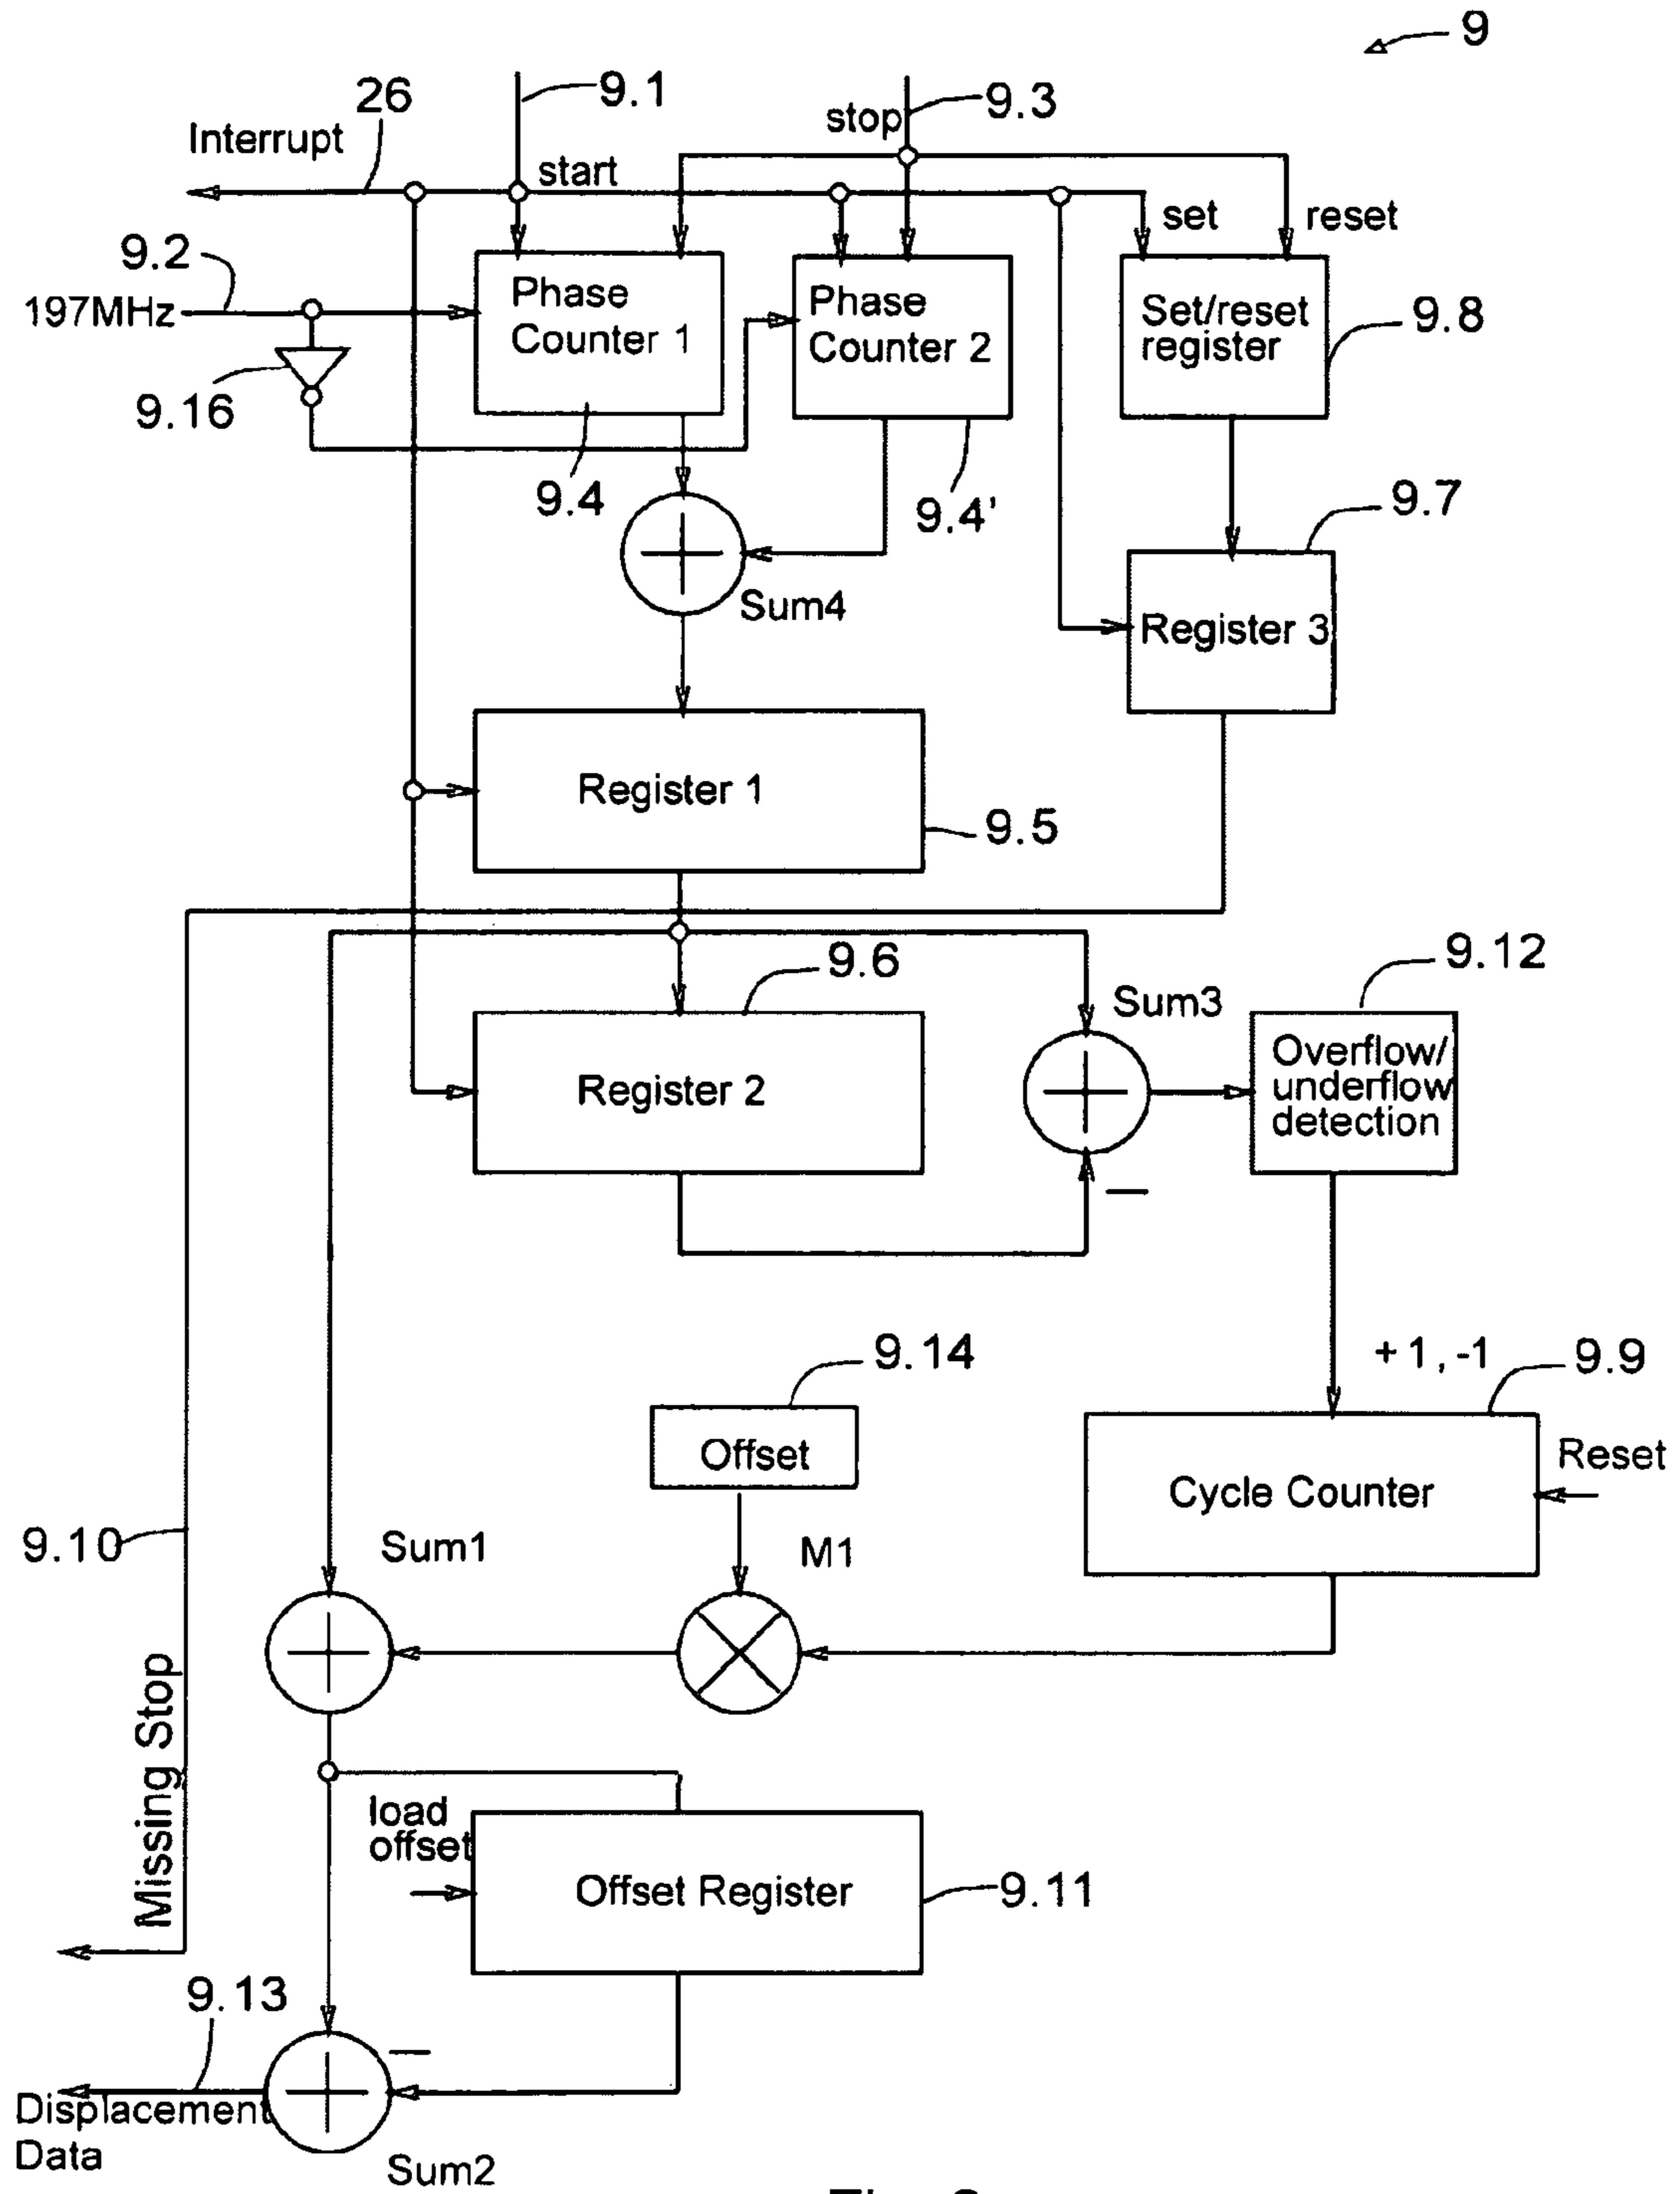 9
26
9.1
9.3
Interrupt
stop
start
set
reset
9.2
197MHz
Phase
Counter 1
Phase
Counter 2
Set/reset
register
9.8
9.16
9.4
9.4'
9.7
Sum4
Register 3
Register 1
9.5
9.6
9.12
Sum3
Register 2
Overflow/
underflow
detection
9.14
+1,-1
9.9
Offset
Reset
Cycle Counter
9.10
Sum1
M1
Missing Stop
load
offset
Offset Register
9.11
9.13
Displacement
Data
Sum2